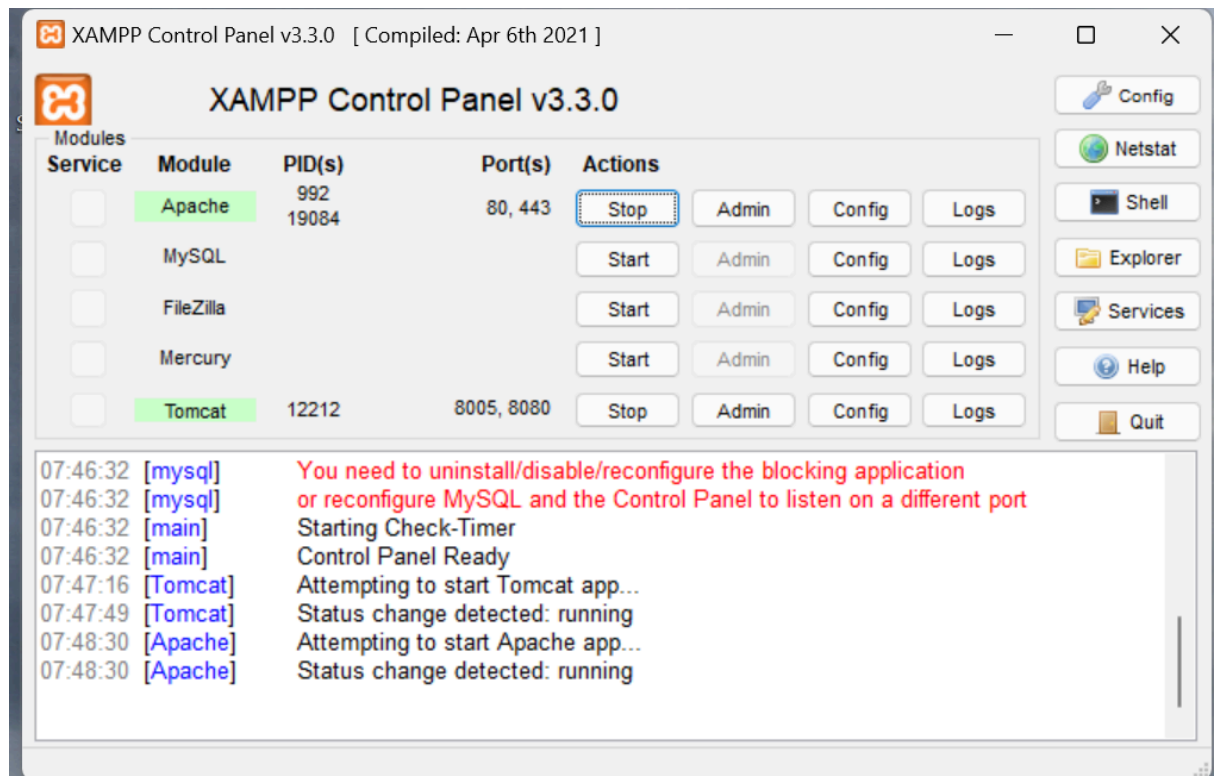 XAMPP Control Panel v3.3.0 [ Compiled: Apr 6th 2021 ]
XAMPP Control Panel v3.3.0
Config
Modules
Service Module PID(s) Port(s) Actions
Netstat
Apache 992 19084 80, 443 Stop Admin Config Logs
Shell
MySQL Start Admin Config Logs
Explorer
FileZilla Start Admin Config Logs
Services
Mercury Start Admin Config Logs
Help
Tomcat 12212 8005, 8080 Stop Admin Config Logs
Quit
07:46:32 [mysql] You need to uninstall/disable/reconfigure the blocking application
07:46:32 [mysql] or reconfigure MySQL and the Control Panel to listen on a different port
07:46:32 [main] Starting Check-Timer
07:46:32 [main] Control Panel Ready
07:47:16 [Tomcat] Attempting to start Tomcat app...
07:47:49 [Tomcat] Status change detected: running
07:48:30 [Apache] Attempting to start Apache app...
07:48:30 [Apache] Status change detected: running